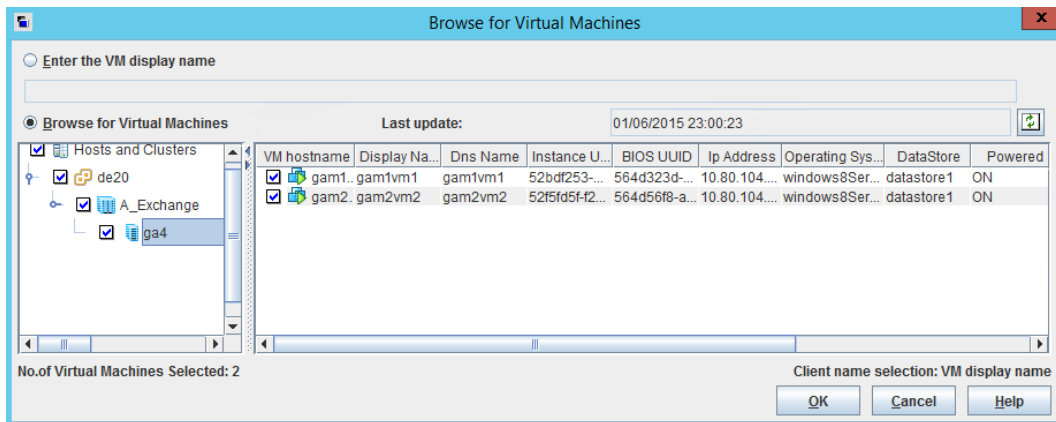 Browse for Virtual Machines
x
Enter the VM display name
Browse for Virtual Machines Last update: 01/06/2015 23:00:23
Hosts and Clusters
de20
A_Exchange
ga4
VM hostname Display Na... Dns Name Instance U... BIOS UUID Ip Address Operating Sys... DataStore Powered
gam1.. gam1vm1 gam1vm1 52bdf253-... 564d323d-... 10.80.104.... windows8Ser... datastore1 ON
gam2. gam2vm2 gam2vm2 52f5fd5f-f2... 564d56f8-a... 10.80.104.... windows8Ser... datastore1 ON
No.of Virtual Machines Selected: 2 Client name selection: VM display name
OK Cancel Help